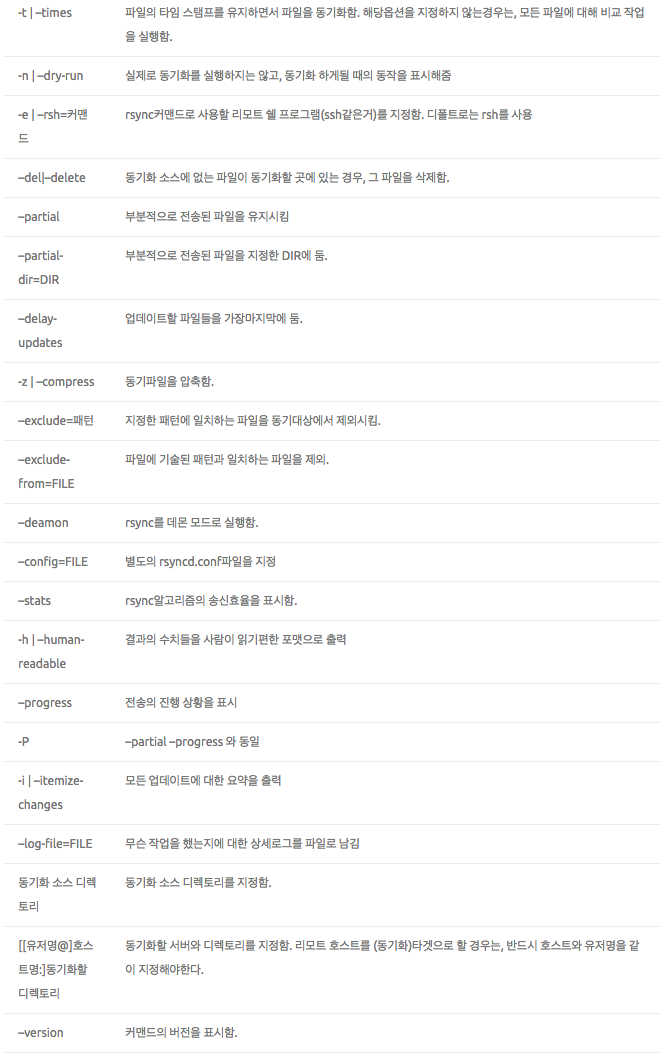 -t | –times
파일의 타임 스탬프를 유지하면서 파일을 동기화함. 해당옵션을 지정하지 않는경우는, 모든 파일에 대해 비교 작업
을 실행함.
-n | –dry-run
실제로 동기화를 실행하지는 않고, 동기화 하게될 때의 동작을 표시해줌
-e | –rsh=커맨
드
rsync커맨드로 사용할 리모트 쉘 프로그램(ssh같은거)를 지정함. 디폴트로는 rsh를 사용
–del|–delete
동기화 소스에 없는 파일이 동기화할 곳에 있는 경우, 그 파일을 삭제함.
–partial
부분적으로 전송된 파일을 유지시킴
–partial-
dir=DIR
부분적으로 전송된 파일을 지정한 DIR에 둠.
–delay-
updates
업데이트할 파일들을 가장마지막에 둠.
-z | –compress
동기파일을 압축함.
–exclude=패턴
지정한 패턴에 일치하는 파일을 동기대상에서 제외시킴.
–exclude-
from=FILE
파일에 기술된 패턴과 일치하는 파일을 제외.
–deamon
rsync를 데몬 모드로 실행함.
–config=FILE
별도의 rsyncd.conf파일을 지정
–stats
rsync알고리즘의 송신효율을 표시함.
-h | –human-
readable
결과의 수치들을 사람이 읽기편한 포맷으로 출력
–progress
전송의 진행 상황을 표시
-P
–partial –progress 와 동일
-i | –itemize-
changes
모든 업데이트에 대한 요약을 출력
–log-file=FILE
무슨 작업을 했는지에 대한 상세로그를 파일로 남김
동기화 소스 디렉
토리
동기화 소스 디렉토리를 지정함.
[[유저명@]호스
트명:]동기화할
디렉토리
동기화할 서버와 디렉토리를 지정함. 리모트 호스트를 (동기화)타겟으로 할 경우는, 반드시 호스트와 유저명을 같
이 지정해야한다.
–version
커맨드의 버전을 표시함.